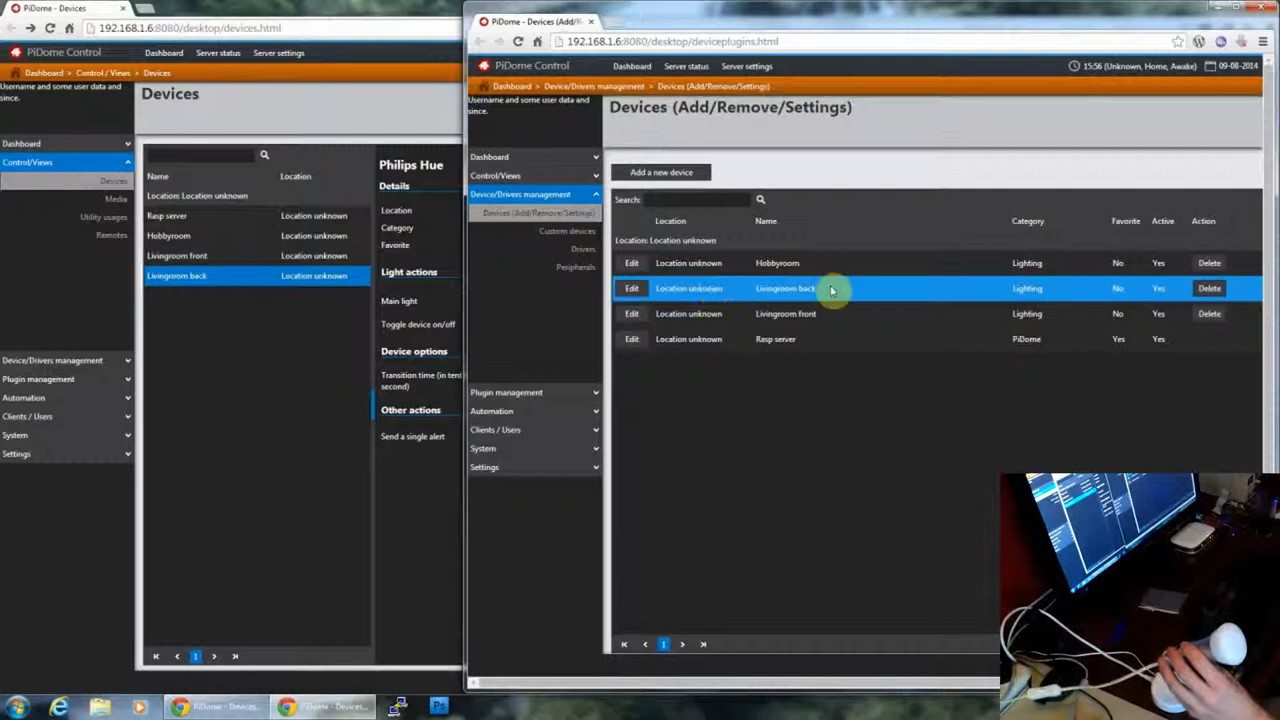 PiDome - Devices
192.168.1.6:8080/desktop/devices.html
PiDome Control Dashboard Server status Server settings
Dashboard > Control / Views > Devices
Username and some user data and
since.
Devices
Dashboard
Control/Views
Devices
Media
Utility usages
Remotes
Device/Drivers management
Plugin management
Automation
Clients / Users
System
Settings
Name Location
Location: Location unknown
Rasp server Location unknown
Hobbyroom Location unknown
Livingroom front Location unknown
Livingroom back Location unknown
1
Philips Hue
Details
Location
Category
Favorite
Light actions
Main light
Toggle device on/off
Device options
Transition time (in tent
second)
Other actions
Send a single alert
PiDome - Devices (Add/R
192.168.1.6:8080/desktop/deviceplugins.html
PiDome Control Dashboard Server status Server settings 15:56 (Unknown, Home, Awake) 09-08-2014
Dashboard > Device/Drivers management > Devices (Add/Remove/Settings)
Username and some user data and
since.
Devices (Add/Remove/Settings)
Dashboard
Control/Views
Device/Drivers management
Devices (Add/Remove/Settings)
Custom devices
Drivers
Peripherals
Plugin management
Automation
Clients / Users
System
Settings
Add a new device
Search:
Location Name Category Favorite Active Action
Location: Location unknown
Edit Location unknown Hobbyroom Lighting No Yes Delete
Edit Location unknown Livingroom back Lighting No Yes Delete
Edit Location unknown Livingroom front Lighting No Yes Delete
Edit Location unknown Rasp server PiDome Yes Yes
1
PiDome - Devices...
PiDome - Devices...
Ps